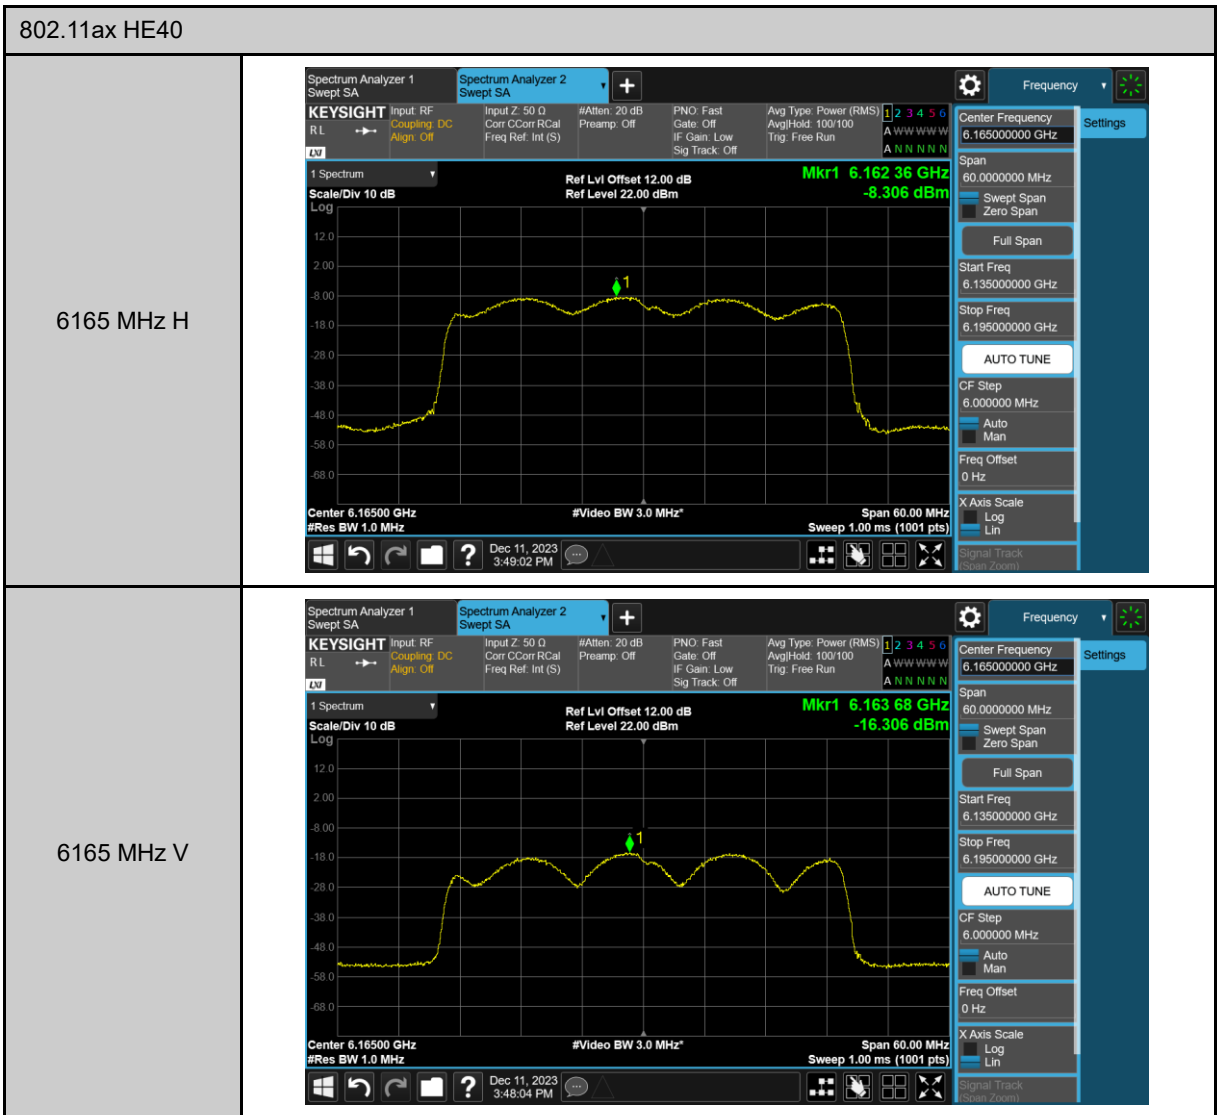 802.11ax HE40
6165 MHz H
Spectrum Analyzer 1
Swept SA
Spectrum Analyzer 2
Swept SA
Frequency
KEYSIGHT
RL
LXI
Input: RF
Coupling: DC
Align: Off
Input Z: 50 Ω
Corr CCorr RCal
Freq Ref: Int (S)
#Atten: 20 dB
Preamp: Off
PNO: Fast
Gate: Off
IF Gain: Low
Sig Track: Off
Avg Type: Power (RMS)
Avg|Hold: 100/100
Trig: Free Run
1 2 3 4 5 6
A W W W W W
A N N N N N
1 Spectrum
Scale/Div 10 dB
Log
Ref Lvl Offset 12.00 dB
Ref Level 22.00 dBm
Mkr1 6.162 36 GHz
-8.306 dBm
12.0
2.00
-8.00
-18.0
-28.0
-38.0
-48.0
-58.0
-68.0
1
Center 6.16500 GHz
#Res BW 1.0 MHz
#Video BW 3.0 MHz*
Span 60.00 MHz
Sweep 1.00 ms (1001 pts)
Dec 11, 2023
3:49:02 PM
Center Frequency
6.165000000 GHz
Settings
Span
60.0000000 MHz
Swept Span
Zero Span
Full Span
Start Freq
6.135000000 GHz
Stop Freq
6.195000000 GHz
AUTO TUNE
CF Step
6.000000 MHz
Auto
Man
Freq Offset
0 Hz
X Axis Scale
Log
Lin
Signal Track
(Span Zoom)
6165 MHz V
Spectrum Analyzer 1
Swept SA
Spectrum Analyzer 2
Swept SA
Frequency
KEYSIGHT
RL
LXI
Input: RF
Coupling: DC
Align: Off
Input Z: 50 Ω
Corr CCorr RCal
Freq Ref: Int (S)
#Atten: 20 dB
Preamp: Off
PNO: Fast
Gate: Off
IF Gain: Low
Sig Track: Off
Avg Type: Power (RMS)
Avg|Hold: 100/100
Trig: Free Run
1 2 3 4 5 6
A W W W W W
A N N N N N
1 Spectrum
Scale/Div 10 dB
Log
Ref Lvl Offset 12.00 dB
Ref Level 22.00 dBm
Mkr1 6.163 68 GHz
-16.306 dBm
12.0
2.00
-8.00
-18.0
-28.0
-38.0
-48.0
-58.0
-68.0
1
Center 6.16500 GHz
#Res BW 1.0 MHz
#Video BW 3.0 MHz*
Span 60.00 MHz
Sweep 1.00 ms (1001 pts)
Dec 11, 2023
3:48:04 PM
Center Frequency
6.165000000 GHz
Settings
Span
60.0000000 MHz
Swept Span
Zero Span
Full Span
Start Freq
6.135000000 GHz
Stop Freq
6.195000000 GHz
AUTO TUNE
CF Step
6.000000 MHz
Auto
Man
Freq Offset
0 Hz
X Axis Scale
Log
Lin
Signal Track
(Span Zoom)